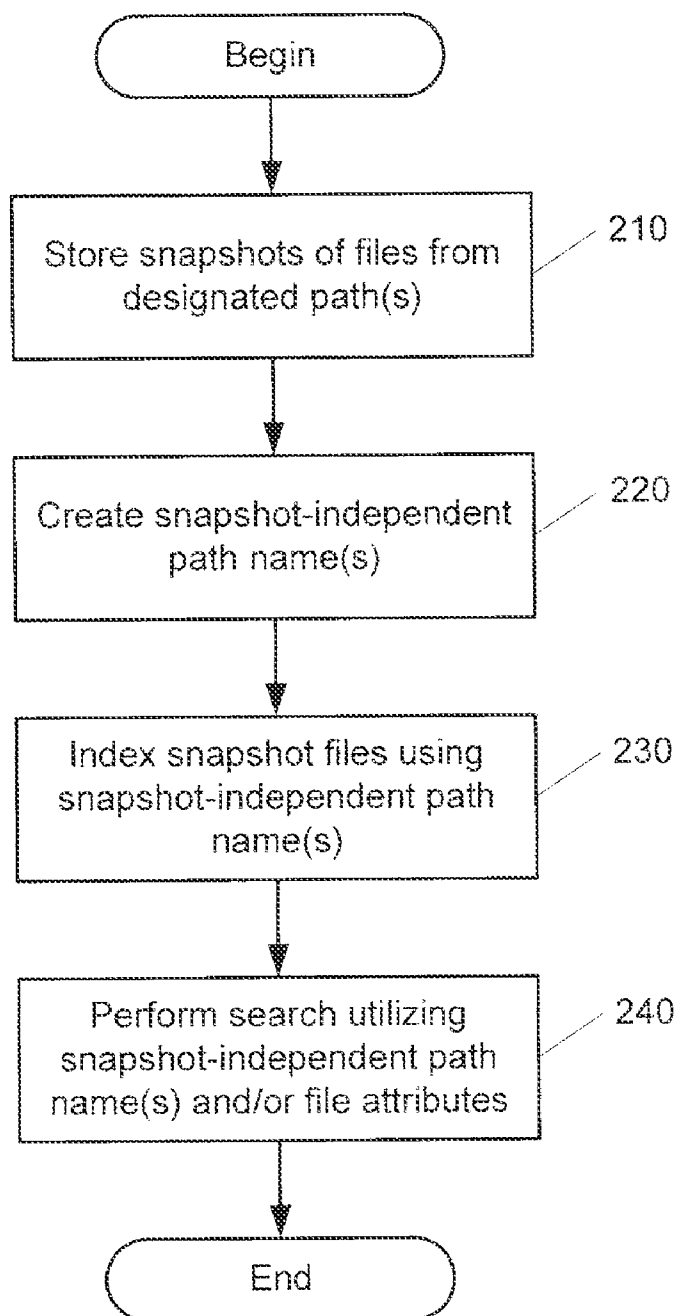 Begin
Store snapshots of files from
designated path(s)
210
Create snapshot-independent
path name(s)
220
Index snapshot files using
snapshot-independent path
name(s)
230
Perform search utilizing
snapshot-independent path
name(s) and/or file attributes
240
End